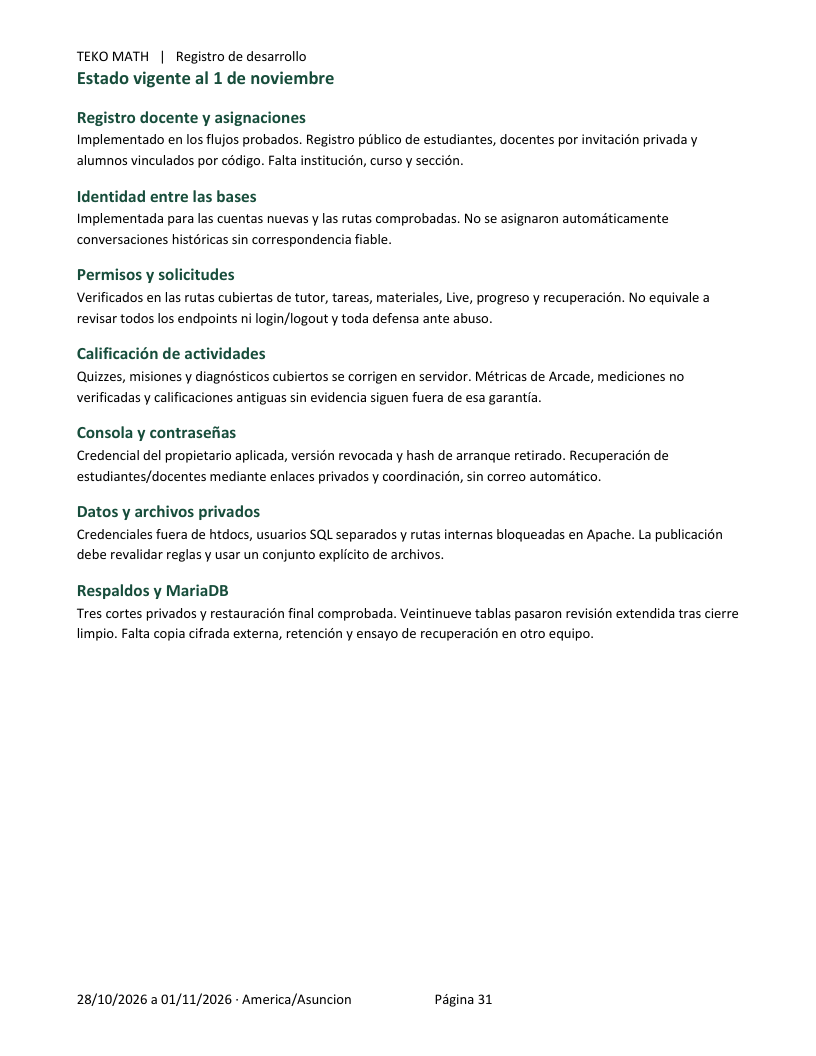 TEKO MATH | Registro de desarrollo
Estado vigente al 1 de noviembre
Registro docente y asignaciones
Implementado en los flujos probados. Registro público de estudiantes, docentes por invitación privada y
alumnos vinculados por código. Falta institución, curso y sección.
Identidad entre las bases
Implementada para las cuentas nuevas y las rutas comprobadas. No se asignaron automáticamente
conversaciones históricas sin correspondencia fiable.
Permisos y solicitudes
Verificados en las rutas cubiertas de tutor, tareas, materiales, Live, progreso y recuperación. No equivale a
revisar todos los endpoints ni login/logout y toda defensa ante abuso.
Calificación de actividades
Quizzes, misiones y diagnósticos cubiertos se corrigen en servidor. Métricas de Arcade, mediciones no
verificadas y calificaciones antiguas sin evidencia siguen fuera de esa garantía.
Consola y contraseñas
Credencial del propietario aplicada, versión revocada y hash de arranque retirado. Recuperación de
estudiantes/docentes mediante enlaces privados y coordinación, sin correo automático.
Datos y archivos privados
Credenciales fuera de htdocs, usuarios SQL separados y rutas internas bloqueadas en Apache. La publicación
debe revalidar reglas y usar un conjunto explícito de archivos.
Respaldos y MariaDB
Tres cortes privados y restauración final comprobada. Veintinueve tablas pasaron revisión extendida tras cierre
limpio. Falta copia cifrada externa, retención y ensayo de recuperación en otro equipo.
28/10/2026 a 01/11/2026 · America/Asuncion Página 31